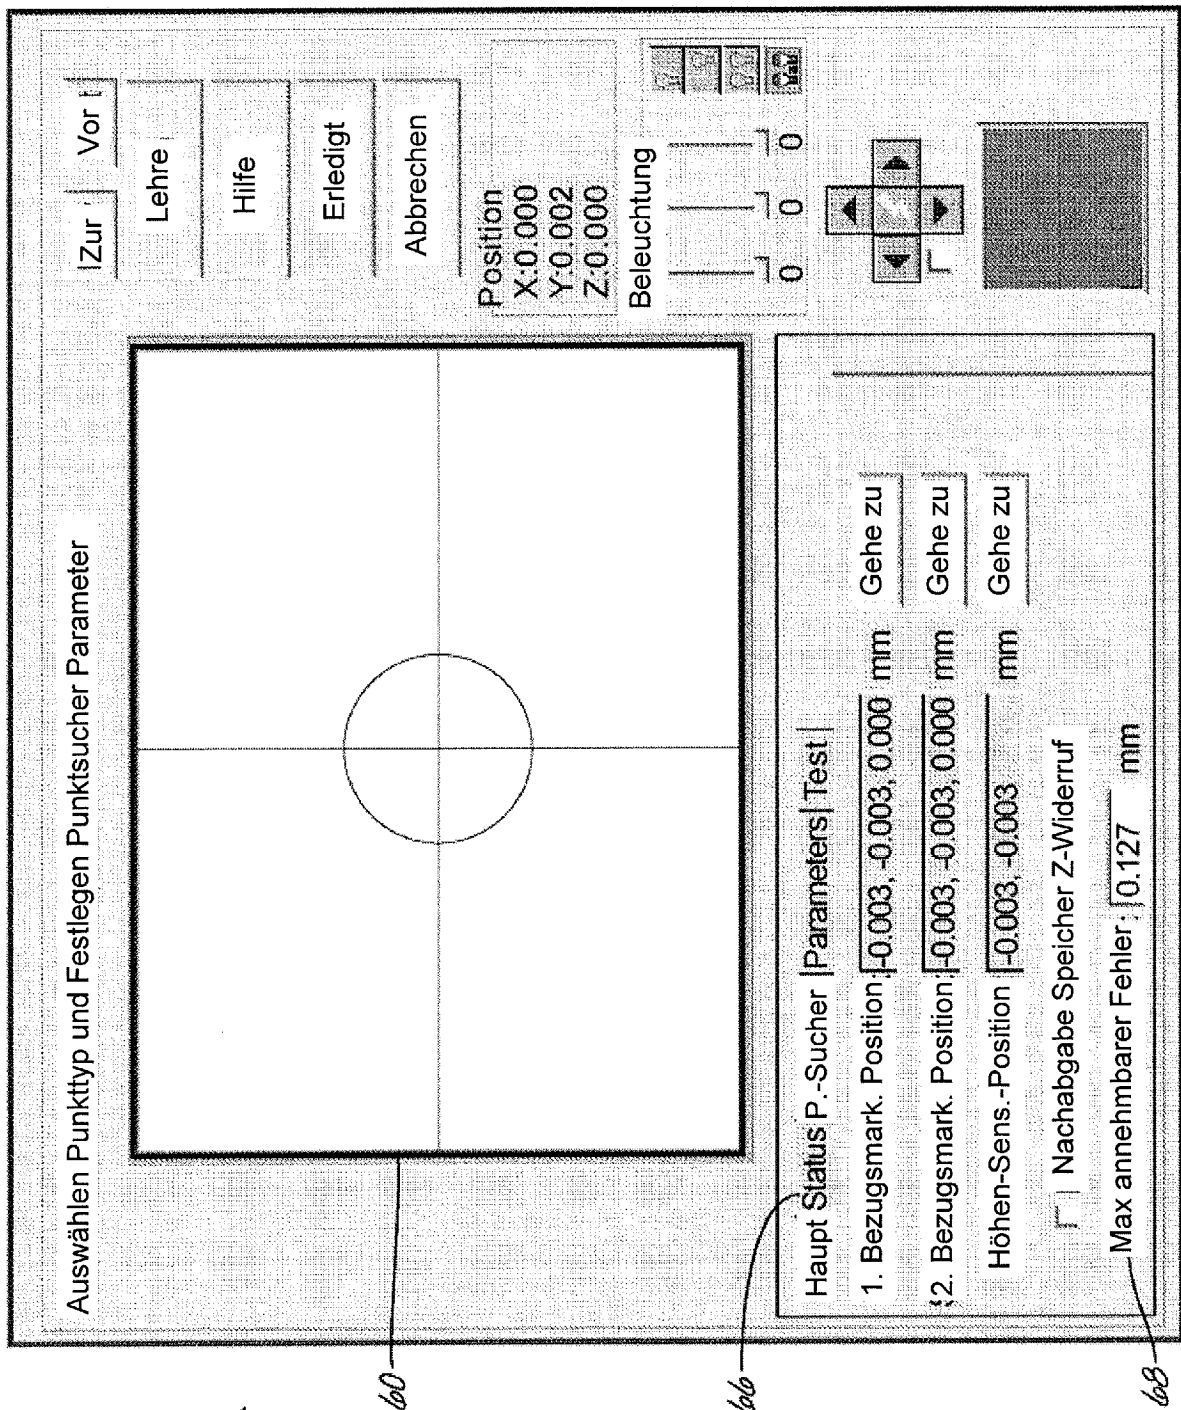 Auswählen Punkttyp und Festlegen Punktsucher Parameter
Zur Vor
Lehre
Hilfe
Erledigt
Abbrechen
Position
X:0.000
Y:0.002
Z:0.000
Beleuchtung
0 0 0
Haupt Status P.-Sucher |Parameters|Test|
1. Bezugsmark. Position: -0.003, -0.003, 0.000 mm Gehe zu
2. Bezugsmark. Position: -0.003, -0.003, 0.000 mm Gehe zu
Höhen-Sens.-Position -0.003, -0.003 mm Gehe zu
Nachabgabe Speicher Z-Widerruf
Max annehmbarer Fehler: 0.127 mm
60
66
68